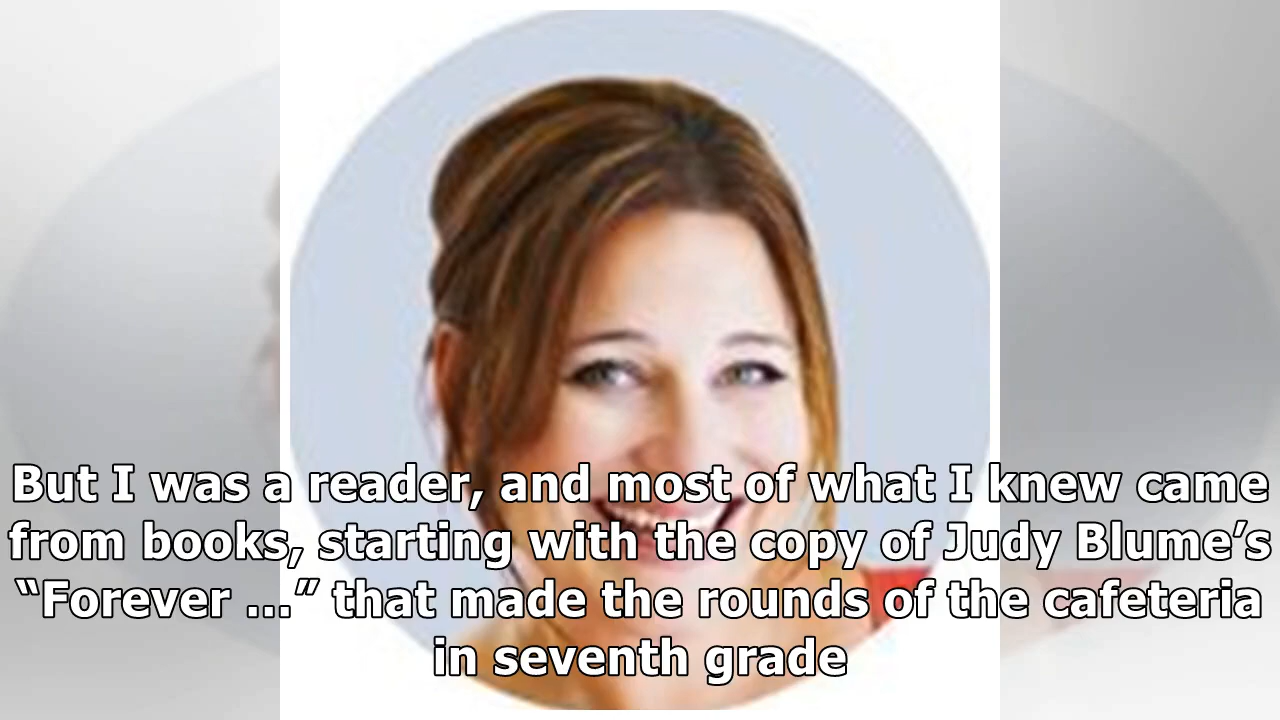 But I was a reader, and most of what I knew came
from books, starting with the copy of Judy Blume’s
“Forever ...” that made the rounds of the cafeteria
in seventh grade